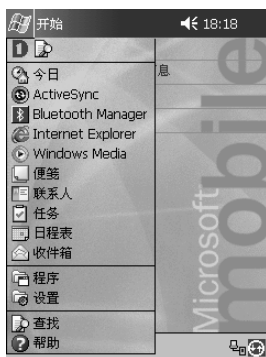 开始 18:18
今日
息
ActiveSync
Bluetooth Manager
Internet Explorer
Windows Media
便笺
联系人
任务
日程表
收件箱
程序
设置
查找
帮助
Microsoft
mobile